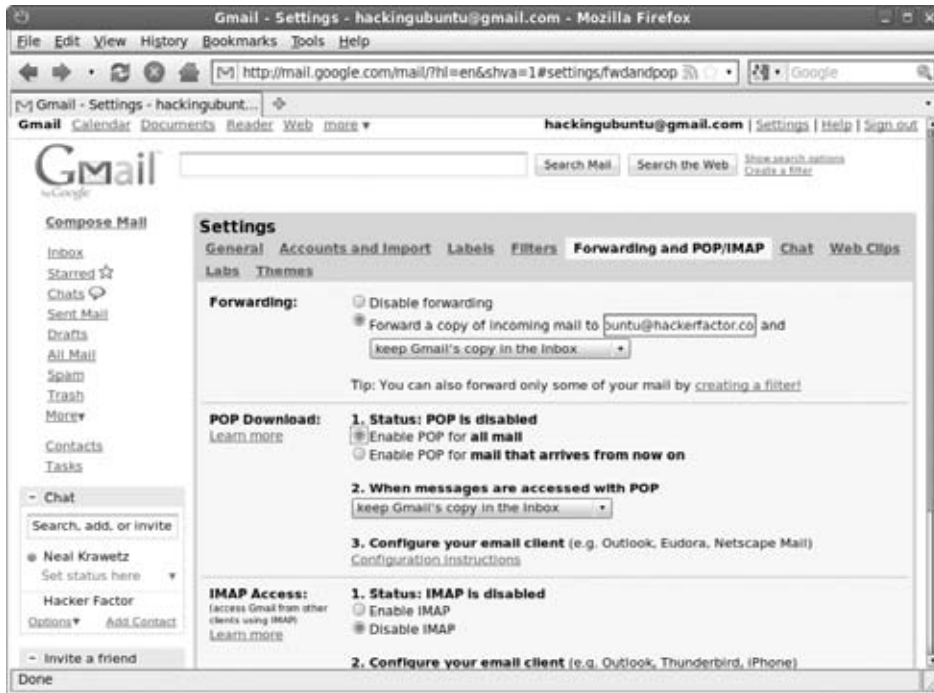 Gmail - Settings - hackingubuntu@gmail.com - Mozilla Firefox
File Edit View History Bookmarks Tools Help
http://mail.google.com/mail/?hl=en&shva=1#settings/fwdandpop
Google
Gmail - Settings - hackingubunt...
Gmail Calendar Documents Reader Web more ▾
hackingubuntu@gmail.com | Settings | Help | Sign out
Gmail
by Google
Search Mail
Search the Web
Show search options
Create a filter
Compose Mail
Inbox
Starred
Chats
Sent Mail
Drafts
All Mail
Spam
Trash
More▾
Contacts
Tasks
- Chat
Search, add, or invite
Neal Krawetz
Set status here
Hacker Factor
Options▾ Add Contact
- Invite a friend
Settings
General Accounts and Import Labels Filters Forwarding and POP/IMAP Chat Web Clips
Labs Themes
Forwarding:
Disable forwarding
Forward a copy of incoming mail to buntu@hackerfactor.co and
keep Gmail's copy in the Inbox
Tip: You can also forward only some of your mail by creating a filter!
POP Download:
Learn more
1. Status: POP is disabled
Enable POP for all mail
Enable POP for mail that arrives from now on
2. When messages are accessed with POP
keep Gmail's copy in the Inbox
3. Configure your email client (e.g. Outlook, Eudora, Netscape Mail)
Configuration instructions
IMAP Access:
(access Gmail from other
clients using IMAP)
Learn more
1. Status: IMAP is disabled
Enable IMAP
Disable IMAP
2. Configure your email client (e.g. Outlook, Thunderbird, iPhone)
Done